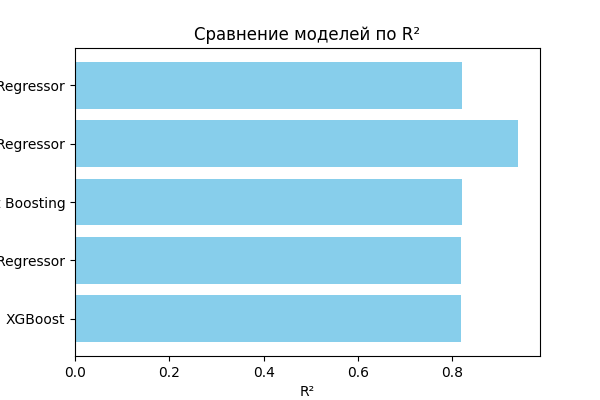 Сравнение моделей по R²
Regressor
Regressor
Boosting
Regressor
XGBoost
0.0 0.2 0.4 0.6 0.8
R²